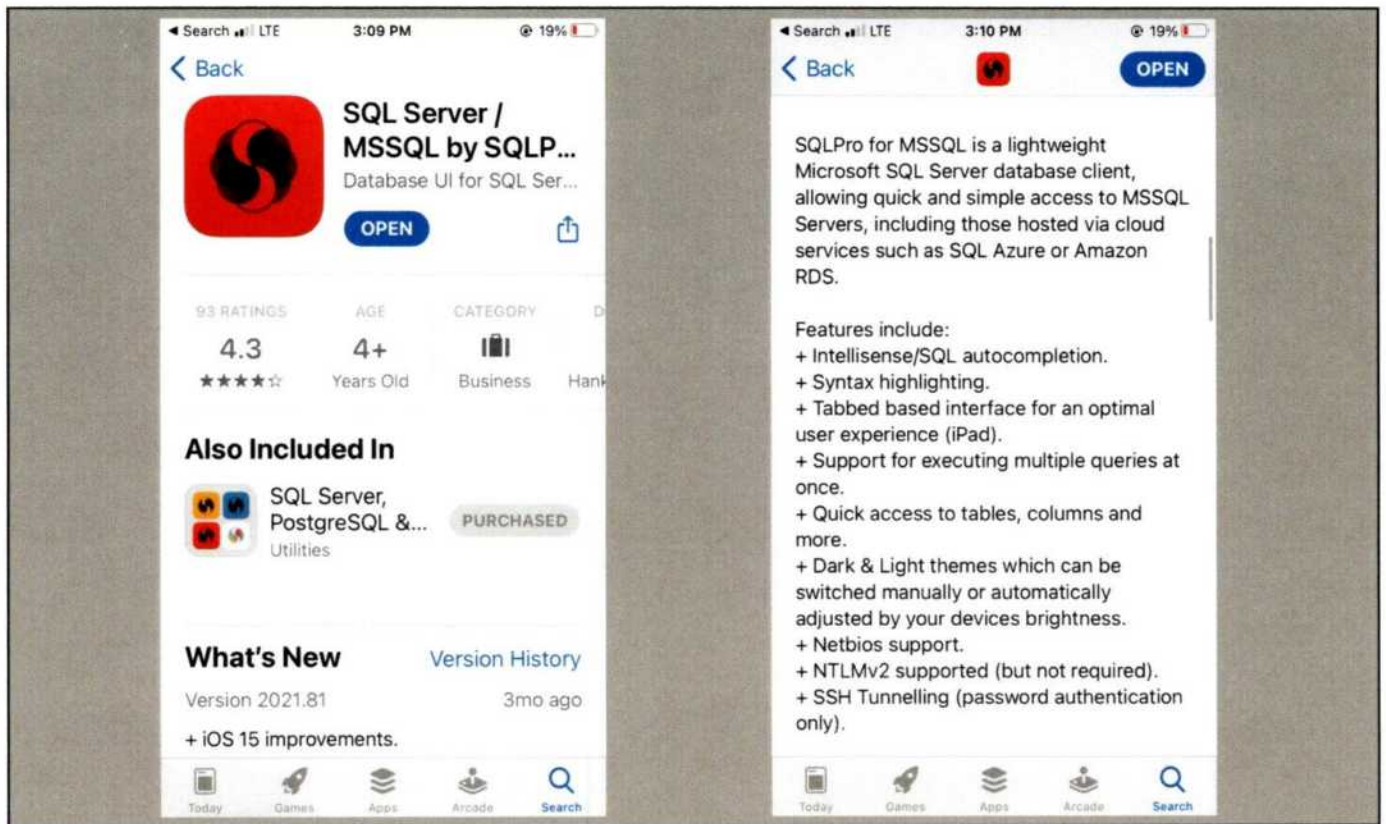 Search LTE 3:09 PM 19%
Back
SQL Server /
MSSQL by SQLP...
Database UI for SQL Ser...
OPEN
93 RATINGS AGE CATEGORY D
4.3 4+
Years Old Business Hank
Also Included In
SQL Server,
PostgreSQL &...
PURCHASED
Utilities
What's New Version History
Version 2021.81 3mo ago
+ iOS 15 improvements.
Today Games Apps Arcade Search
Search LTE 3:10 PM 19%
Back OPEN
SQLPro for MSSQL is a lightweight
Microsoft SQL Server database client,
allowing quick and simple access to MSSQL
Servers, including those hosted via cloud
services such as SQL Azure or Amazon
RDS.
Features include:
+ Intellisense/SQL autocompletion.
+ Syntax highlighting.
+ Tabbed based interface for an optimal
user experience (iPad).
+ Support for executing multiple queries at
once.
+ Quick access to tables, columns and
more.
+ Dark & Light themes which can be
switched manually or automatically
adjusted by your devices brightness.
+ Netbios support.
+ NTLMv2 supported (but not required).
+ SSH Tunnelling (password authentication
only).
Today Games Apps Arcade Search